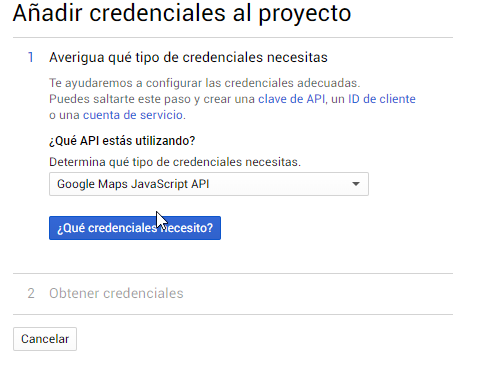 Añadir credenciales al proyecto
1 Averigua qué tipo de credenciales necesitas
Te ayudaremos a configurar las credenciales adecuadas.
Puedes saltarte este paso y crear una clave de API, un ID de cliente
o una cuenta de servicio.
¿Qué API estás utilizando?
Determina qué tipo de credenciales necesitas.
Google Maps JavaScript API
¿Qué credenciales necesito?
2 Obtener credenciales
Cancelar